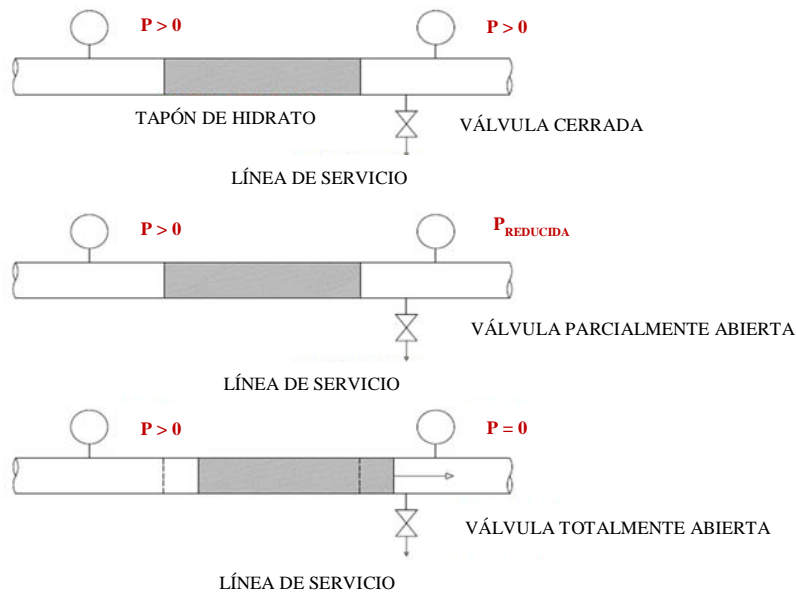 P > 0
P > 0
TAPÓN DE HIDRATO
VÁLVULA CERRADA
LÍNEA DE SERVICIO
P > 0
P REDUCIDA
VÁLVULA PARCIALMENTE ABIERTA
LÍNEA DE SERVICIO
P > 0
P = 0
VÁLVULA TOTALMENTE ABIERTA
LÍNEA DE SERVICIO